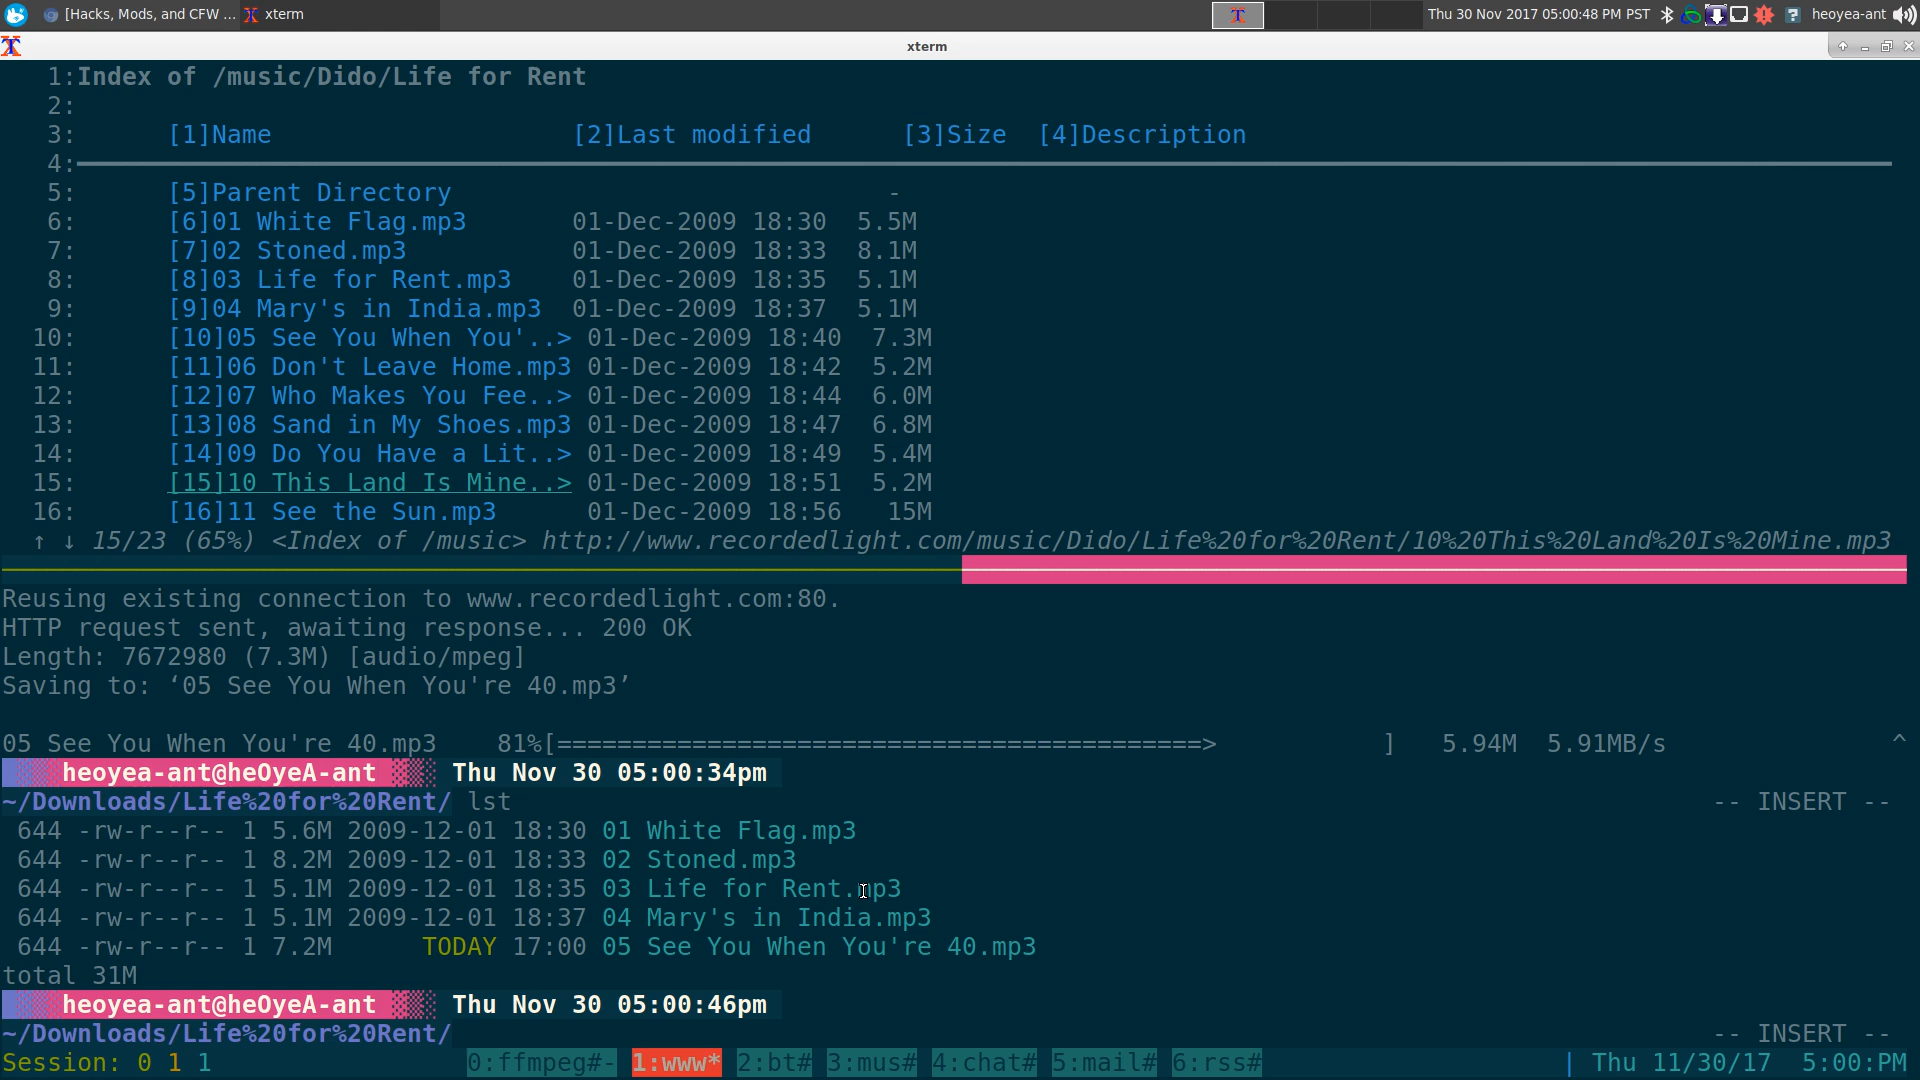 [Hacks, Mods, and CFW ... xterm Thu 30 Nov 2017 05:00:48 PM PST heoyea-ant
xterm
1:Index of /music/Dido/Life for Rent
2:
3: [1]Name [2]Last modified [3]Size [4]Description
4:
5: [5]Parent Directory -
6: [6]01 White Flag.mp3 01-Dec-2009 18:30 5.5M
7: [7]02 Stoned.mp3 01-Dec-2009 18:33 8.1M
8: [8]03 Life for Rent.mp3 01-Dec-2009 18:35 5.1M
9: [9]04 Mary's in India.mp3 01-Dec-2009 18:37 5.1M
10: [10]05 See You When You'..> 01-Dec-2009 18:40 7.3M
11: [11]06 Don't Leave Home.mp3 01-Dec-2009 18:42 5.2M
12: [12]07 Who Makes You Fee..> 01-Dec-2009 18:44 6.0M
13: [13]08 Sand in My Shoes.mp3 01-Dec-2009 18:47 6.8M
14: [14]09 Do You Have a Lit..> 01-Dec-2009 18:49 5.4M
15: [15]10 This Land Is Mine..> 01-Dec-2009 18:51 5.2M
16: [16]11 See the Sun.mp3 01-Dec-2009 18:56 15M
↑ ↓ 15/23 (65%) <Index of /music> http://www.recordedlight.com/music/Dido/Life%20for%20Rent/10%20This%20Land%20Is%20Mine.mp3
Reusing existing connection to www.recordedlight.com:80.
HTTP request sent, awaiting response... 200 OK
Length: 7672980 (7.3M) [audio/mpeg]
Saving to: ‘05 See You When You're 40.mp3’
05 See You When You're 40.mp3 81%[===========================================> ] 5.94M 5.91MB/s ^
heoyea-ant@heOyeA-ant Thu Nov 30 05:00:34pm
~/Downloads/Life%20for%20Rent/ lst -- INSERT --
644 -rw-r--r-- 1 5.6M 2009-12-01 18:30 01 White Flag.mp3
644 -rw-r--r-- 1 8.2M 2009-12-01 18:33 02 Stoned.mp3
644 -rw-r--r-- 1 5.1M 2009-12-01 18:35 03 Life for Rent.mp3
644 -rw-r--r-- 1 5.1M 2009-12-01 18:37 04 Mary's in India.mp3
644 -rw-r--r-- 1 7.2M TODAY 17:00 05 See You When You're 40.mp3
total 31M
heoyea-ant@heOyeA-ant Thu Nov 30 05:00:46pm
~/Downloads/Life%20for%20Rent/ -- INSERT --
Session: 0 1 1 0:ffmpeg#- 1:www* 2:bt# 3:mus# 4:chat# 5:mail# 6:rss# | Thu 11/30/17 5:00:PM